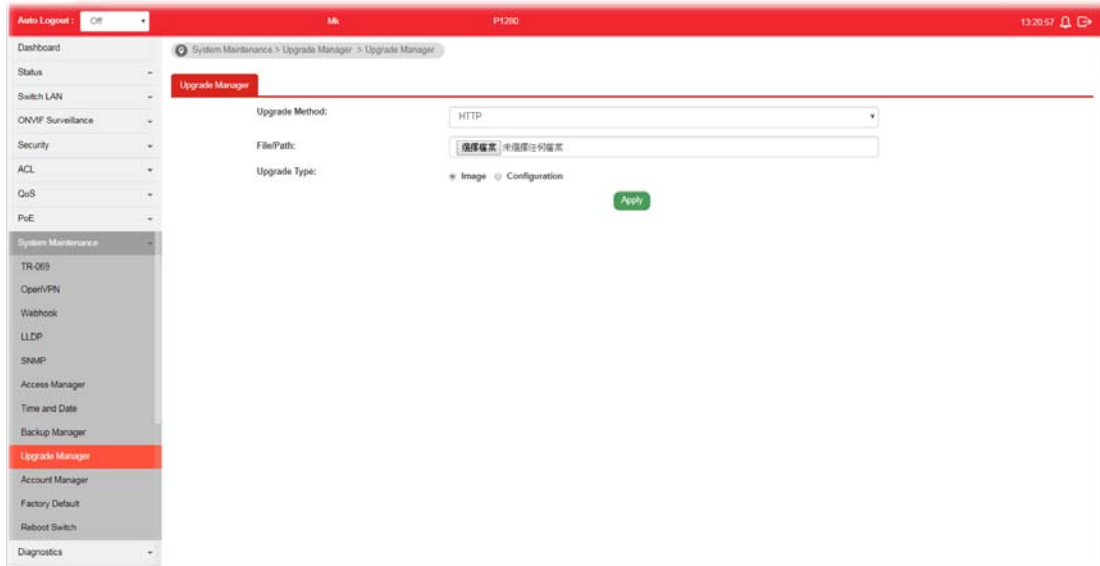 Auto Logout : Off Mk P1280 13:20:57
System Maintenance > Upgrade Manager > Upgrade Manager
Dashboard
Status
Switch LAN
ONVIF Surveillance
Security
ACL
QoS
PoE
System Maintenance
TR-069
OpenVPN
Webhook
LLDP
SNMP
Access Manager
Time and Date
Backup Manager
Upgrade Manager
Account Manager
Factory Default
Reboot Switch
Diagnostics
Upgrade Manager
Upgrade Method: HTTP
File/Path: 選擇檔案 未選擇任何檔案
Upgrade Type: Image Configuration
Apply